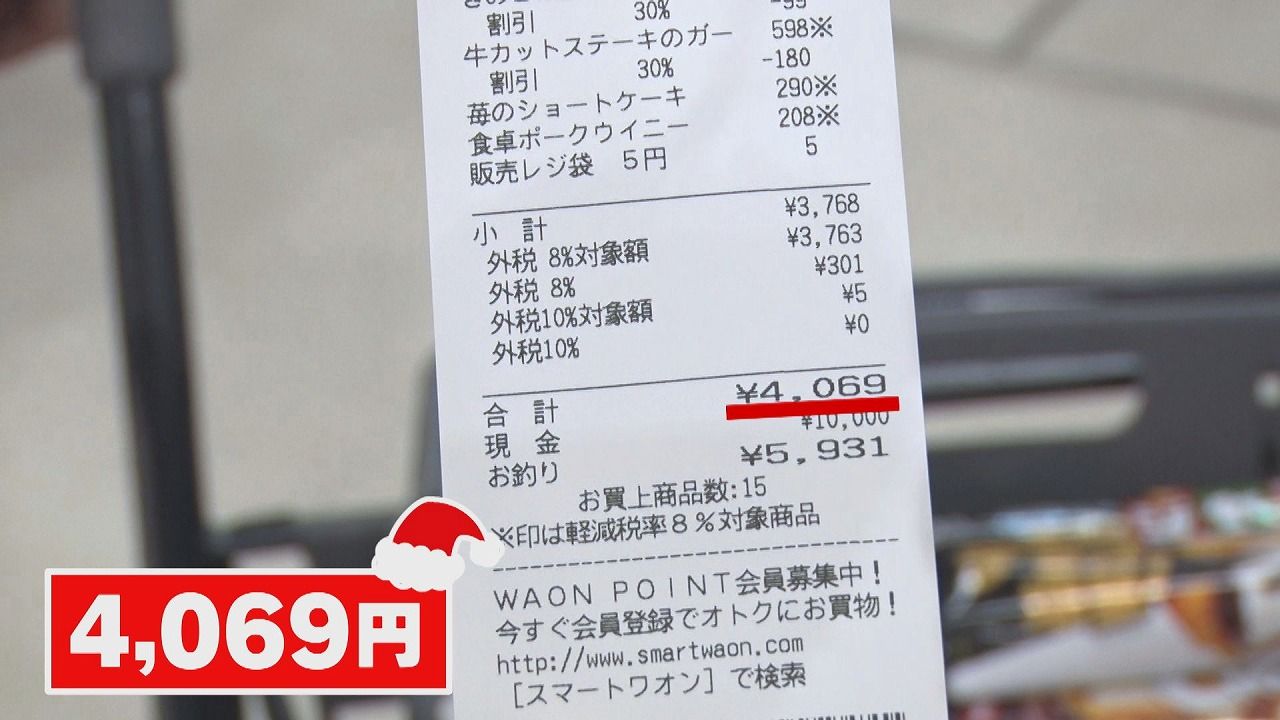 割引 30% -99
牛カットステーキのガー 598※
割引 30% -180
苺のショートケーキ 290※
食卓ポークウイニー 208※
販売レジ袋 5円 5
小計 ¥3,768
外税 8%対象額 ¥3,763
外税 8% ¥301
外税10%対象額 ¥5
外税10% ¥0
合計 ¥4,069
現金 ¥10,000
お釣り ¥5,931
お買上商品数:15
※印は軽減税率8%対象商品
WAON POINT会員募集中!
今すぐ会員登録でオトクにお買物!
http://www.smartwaon.com
[スマートワオン]で検索
4,069円